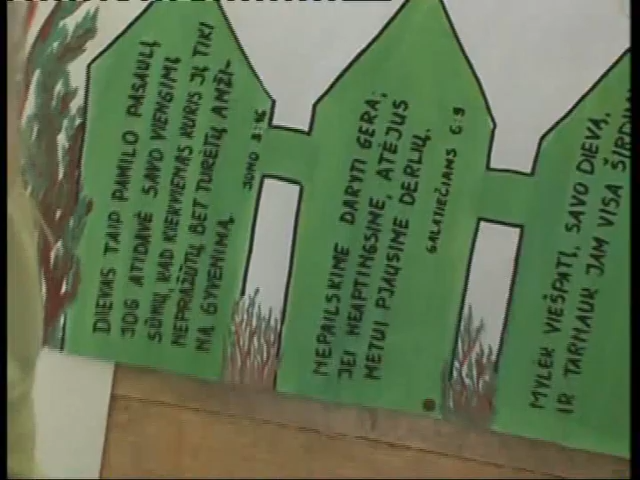 DIEVAS TAIP PAMILO PASAULĮ
JOG ATIDAVĖ SAVO VIENGIMĮ
SŪNŲ, KAD KIEKVIENAS KURIS JĮ TIKI
NEPRAŽŪTŲ, BET TURĖTŲ AMŽI-
NĄ GYVENIMĄ.
JONO 3:16
NEPAILSKIME DARYTI GERA;
JEI NEAPTINGSIME, ATĖJUS
METUI PJAUSIME DERLIŲ.
GALATIEČIAMS 6:9
MYLĖK VIEŠPATĮ, SAVO DIEVĄ,
IR TARNAUK JAM VISA ŠIRDIMI